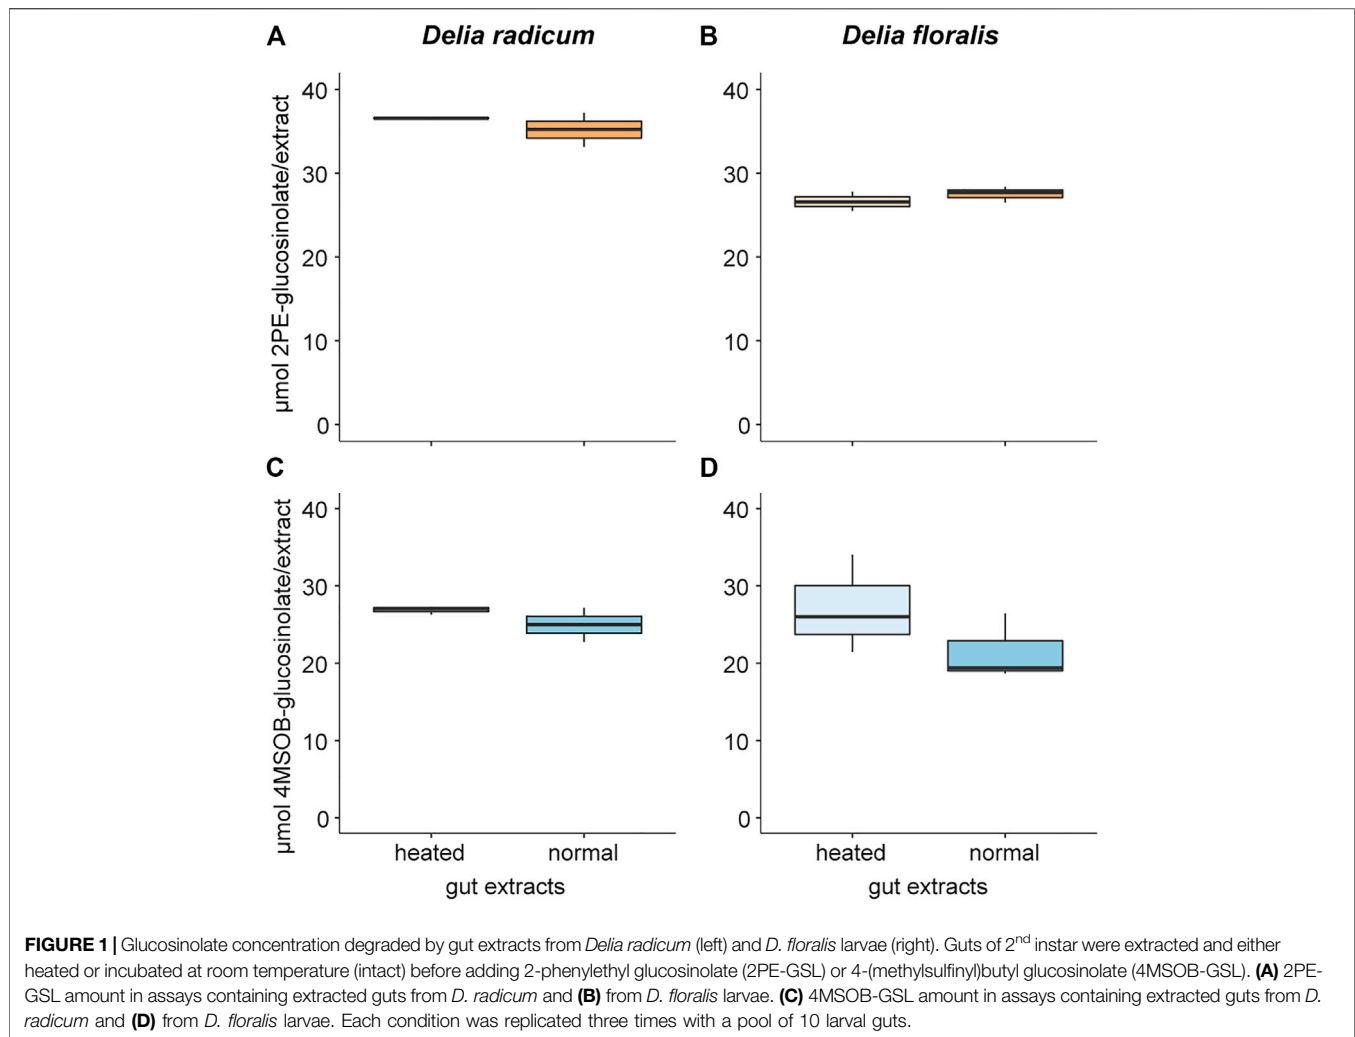 A Delia radicum
B Delia floralis
µmol 2PE-glucosinolate/extract
40
30
20
10
0
40
30
20
10
0
C
D
µmol 4MSOB-glucosinolate/extract
40
30
20
10
0
heated normal
gut extracts
40
30
20
10
0
heated normal
gut extracts
FIGURE 1 | Glucosinolate concentration degraded by gut extracts from Delia radicum (left) and D. floralis larvae (right). Guts of 2nd instar were extracted and either
heated or incubated at room temperature (intact) before adding 2-phenylethyl glucosinolate (2PE-GSL) or 4-(methylsulfinyl)butyl glucosinolate (4MSOB-GSL). (A) 2PE-
GSL amount in assays containing extracted guts from D. radicum and (B) from D. floralis larvae. (C) 4MSOB-GSL amount in assays containing extracted guts from D.
radicum and (D) from D. floralis larvae. Each condition was replicated three times with a pool of 10 larval guts.